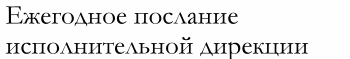 Ежегодное послание
исполнительной дирекции